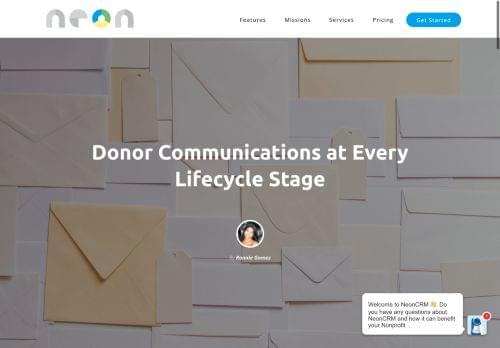 neon
Features Missions Services Pricing Get Started
Donor Communications at Every
Lifecycle Stage
By Ronnie Gomez
Welcome to NeonCRM 👋 Do
you have any questions about
NeonCRM and how it can benefit
your Nonprofit ...
1